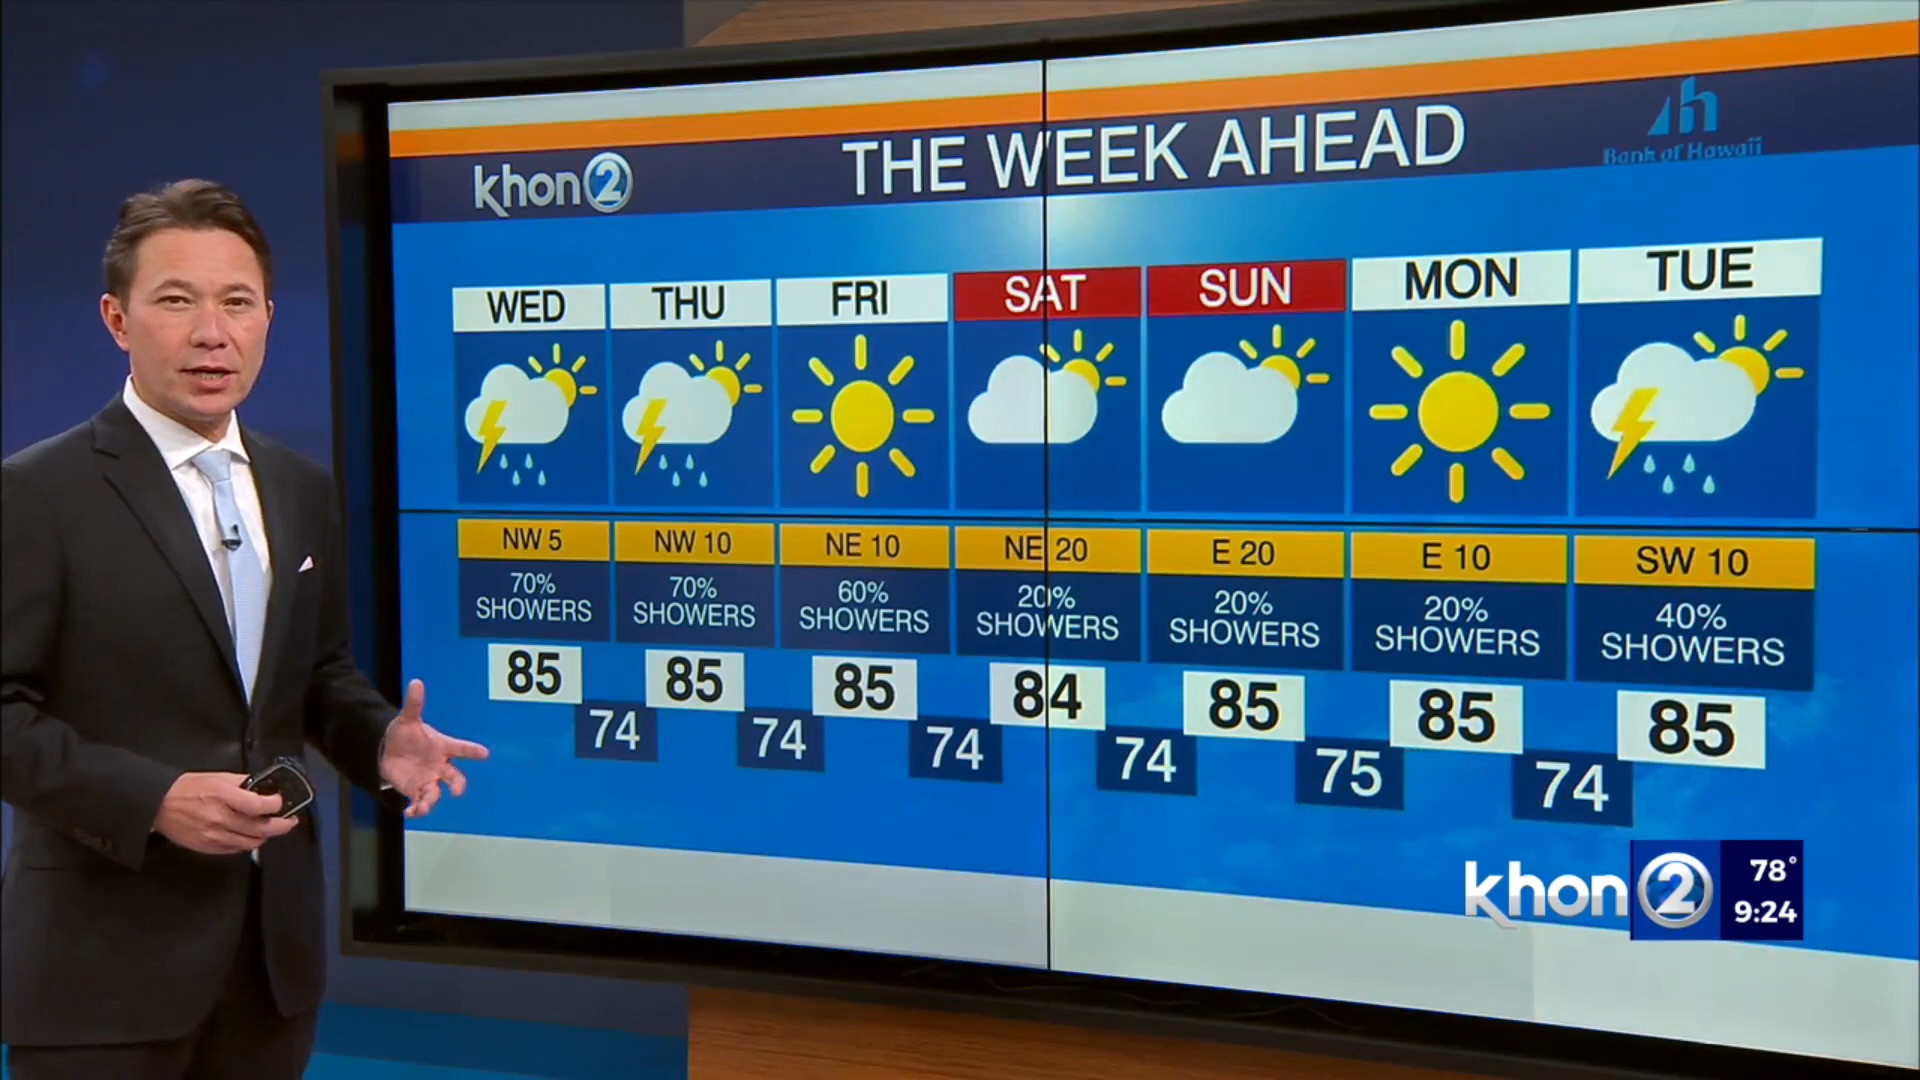 khon2
THE WEEK AHEAD
Bank of Hawaii
WED THU FRI SAT SUN MON TUE
NW 5 NW 10 NE 10 NE 20 E 20 E 10 SW 10
70% 70% 60% 20% 20% 20% 40%
SHOWERS SHOWERS SHOWERS SHOWERS SHOWERS SHOWERS SHOWERS
85 85 85 84 85 85 85
74 74 74 74 75 74
khon2
78°
9:24